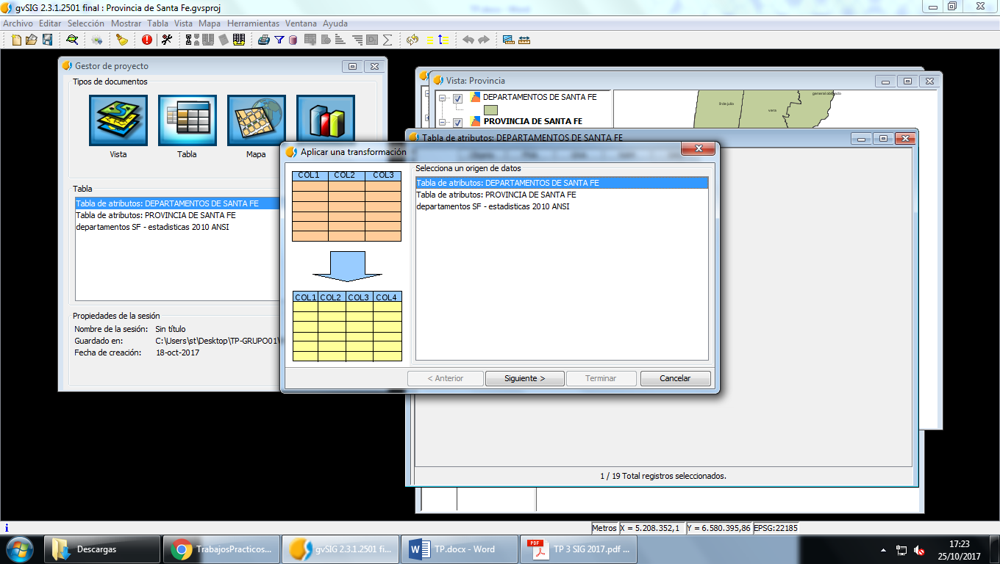 gvSIG 2.3.1.2501 final : Provincia de Santa Fe.gvsproj
TP.docx - Word
Archivo Editar Selección Mostrar Tabla Vista Mapa Herramientas Ventana Ayuda
Gestor de proyecto
Tipos de documentos
Vista
Tabla
Mapa
Tabla
Tabla de atributos: DEPARTAMENTOS DE SANTA FE
Tabla de atributos: PROVINCIA DE SANTA FE
departamentos SF - estadisticas 2010 ANSI
Propiedades de la sesión
Nombre de la sesión: Sin título
Guardado en: C:\Users\st\Desktop\TP-GRUPO01\
Fecha de creación: 18-oct-2017
Vista: Provincia
DEPARTAMENTOS DE SANTA FE
PROVINCIA DE SANTA FE
9 de julio
vera
general obligado
Tabla de atributos: DEPARTAMENTOS DE SANTA FE
Aplicar una transformación
COL1 COL2 COL3
COL1 COL2 COL3 COL4
Selecciona un origen de datos
Tabla de atributos: DEPARTAMENTOS DE SANTA FE
Tabla de atributos: PROVINCIA DE SANTA FE
departamentos SF - estadisticas 2010 ANSI
< Anterior
Siguiente >
Terminar
Cancelar
1 / 19 Total registros seleccionados.
Metros X = 5.208.352,1 Y = 6.580.395,86 EPSG:22185
Descargas
TrabajosPracticos...
gvSIG 2.3.1.2501 fi...
TP.docx - Word
PDF
TP 3 SIG 2017.pdf ...
17:23
25/10/2017